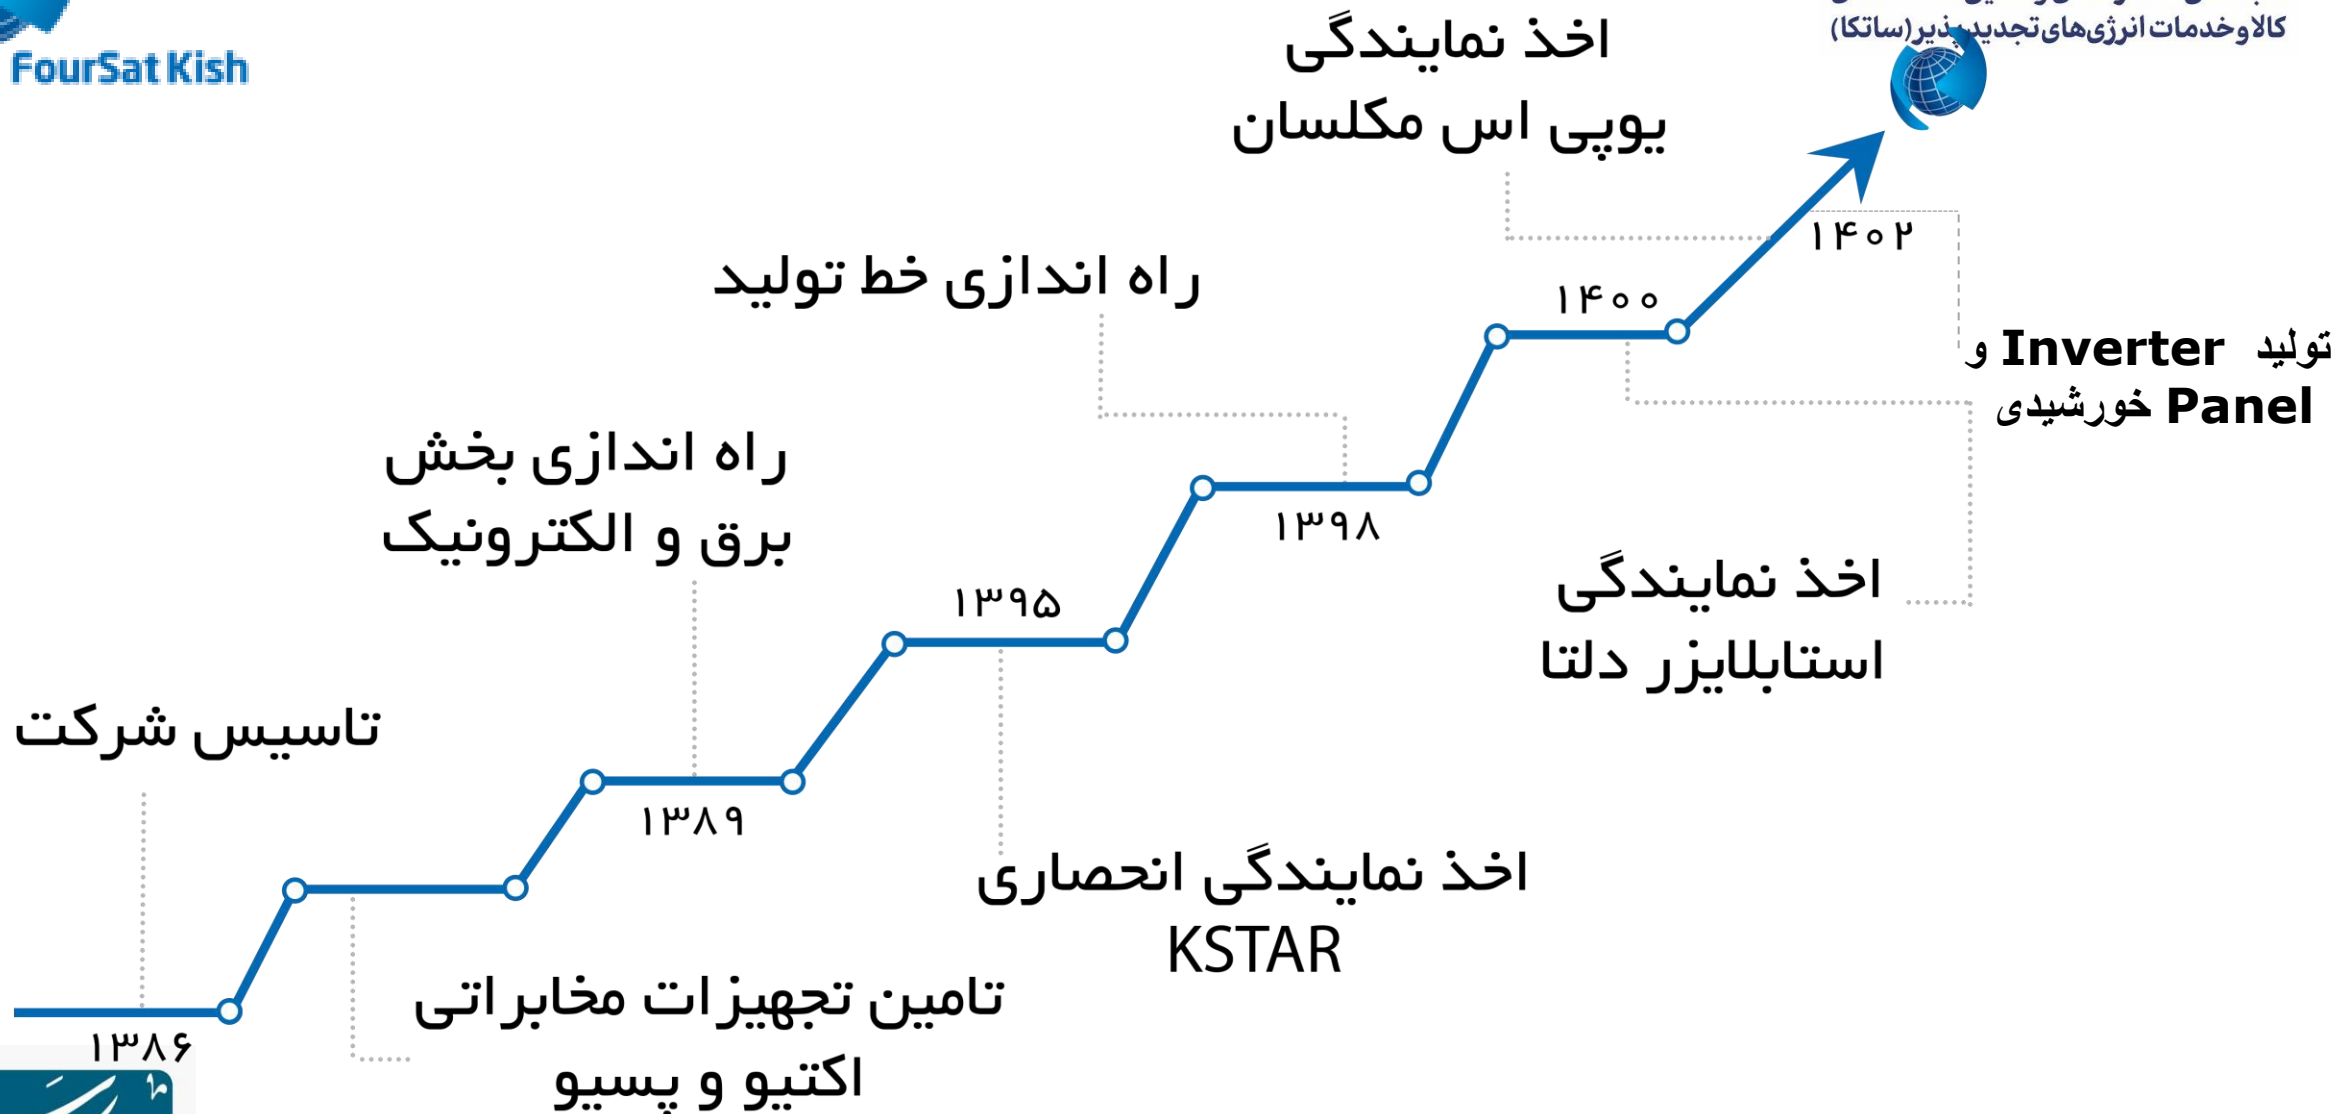 FourSat Kish
کالا و خدمات انرژی‌های تجدیدپذیر (ساتکا)
اخذ نمایندگی
یوپی اس مکلسان
۱۴۰۲
راه اندازی خط تولید
۱۴۰۰
تولید Inverter و
Panel خورشیدی
راه اندازی بخش
برق و الکترونیک
۱۳۹۸
اخذ نمایندگی
استابلایزر دلتا
۱۳۹۵
تاسیس شرکت
۱۳۸۹
اخذ نمایندگی انحصاری
KSTAR
تامین تجهیزات مخابراتی
اکتیو و پسیو
۱۳۸۶